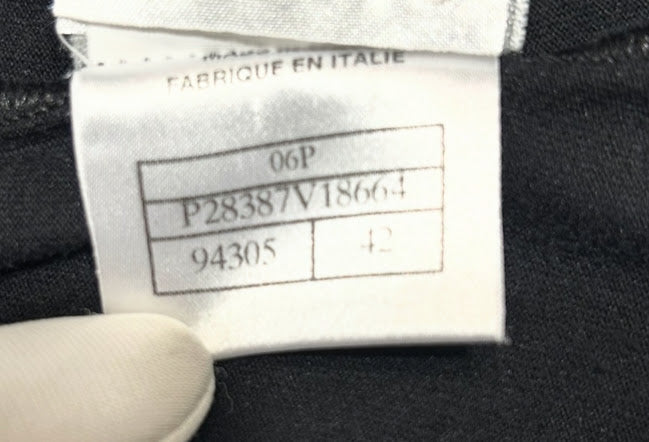 FABRIQUE EN ITALIE
06P
P28387V18664
94305 42